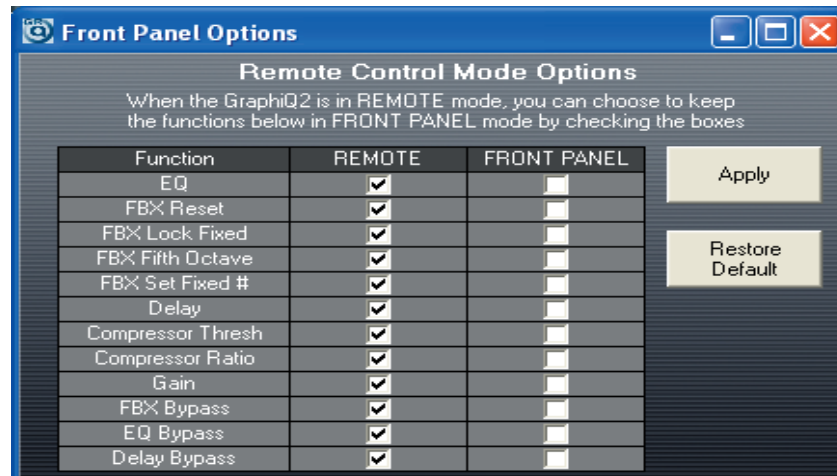 Front Panel Options
Remote Control Mode Options
When the GraphiQ2 is in REMOTE mode, you can choose to keep
the functions below in FRONT PANEL mode by checking the boxes
Function REMOTE FRONT PANEL
EQ
FBX Reset
FBX Lock Fixed
FBX Fifth Octave
FBX Set Fixed #
Delay
Compressor Thresh
Compressor Ratio
Gain
FBX Bypass
EQ Bypass
Delay Bypass
Apply
Restore
Default